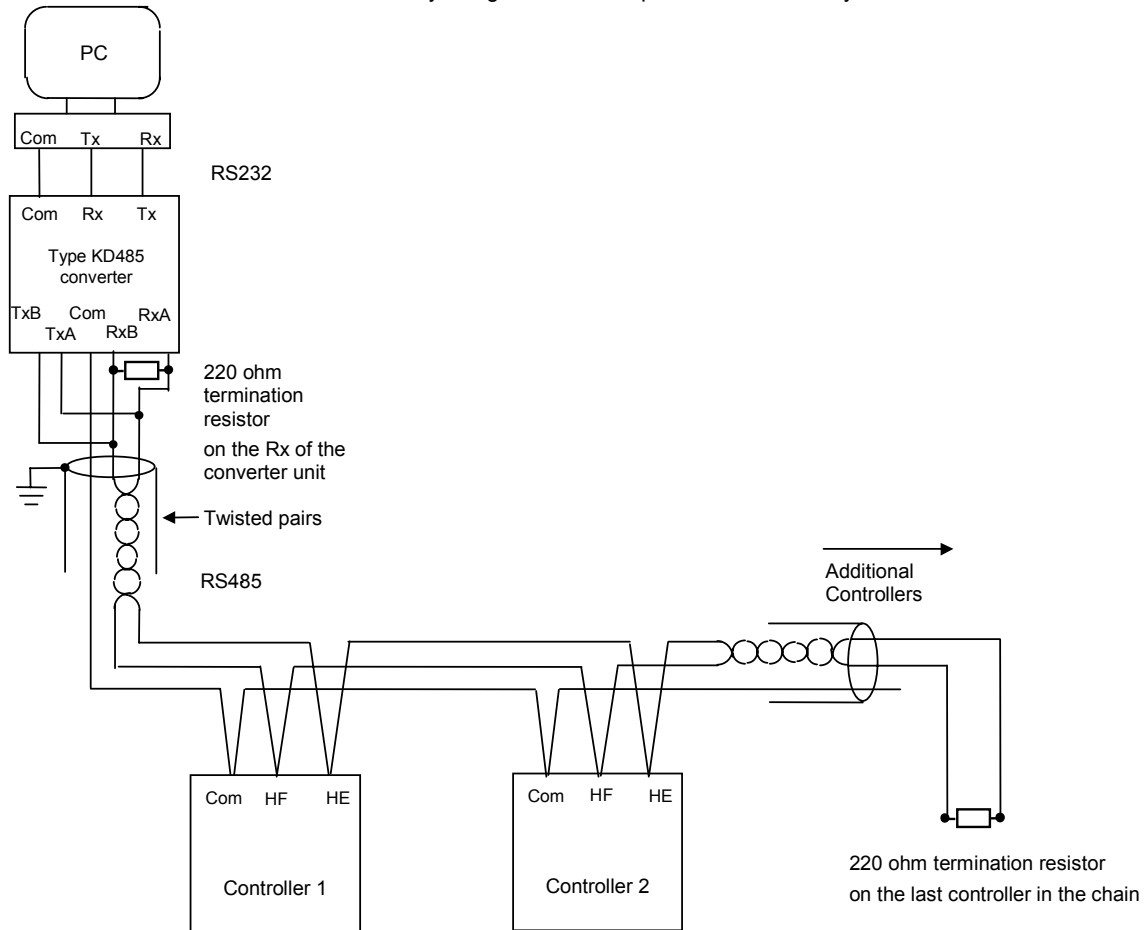 PC
Com Tx Rx
RS232
Com Rx Tx
Type KD485
converter
TxB Com RxA
TxA RxB
220 ohm
termination
resistor
on the Rx of the
converter unit
Twisted pairs
RS485
Additional
Controllers
Com HF HE
Controller 1
Com HF HE
Controller 2
220 ohm termination resistor
on the last controller in the chain